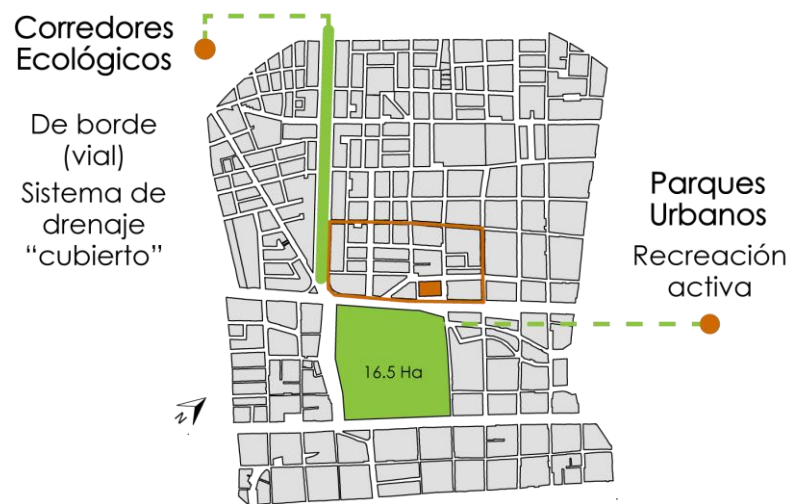 Corredores
Ecológicos
De borde
(vial)
Sistema de
drenaje
“cubierto”
Parques
Urbanos
Recreación
activa
16.5 Ha
N